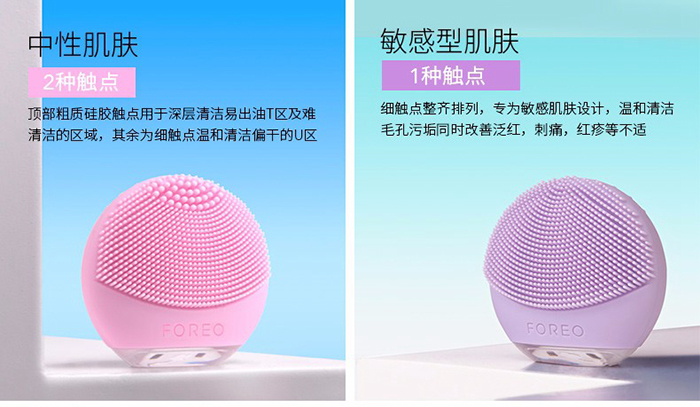 中性肌肤
2种触点
顶部粗质硅胶触点用于深层清洁易出油T区及难
清洁的区域，其余为细触点温和清洁偏干的U区
FOREO
敏感型肌肤
1种触点
细触点整齐排列，专为敏感肌肤设计，温和清洁
毛孔污垢同时改善泛红，刺痛，红疹等不适
FOREO